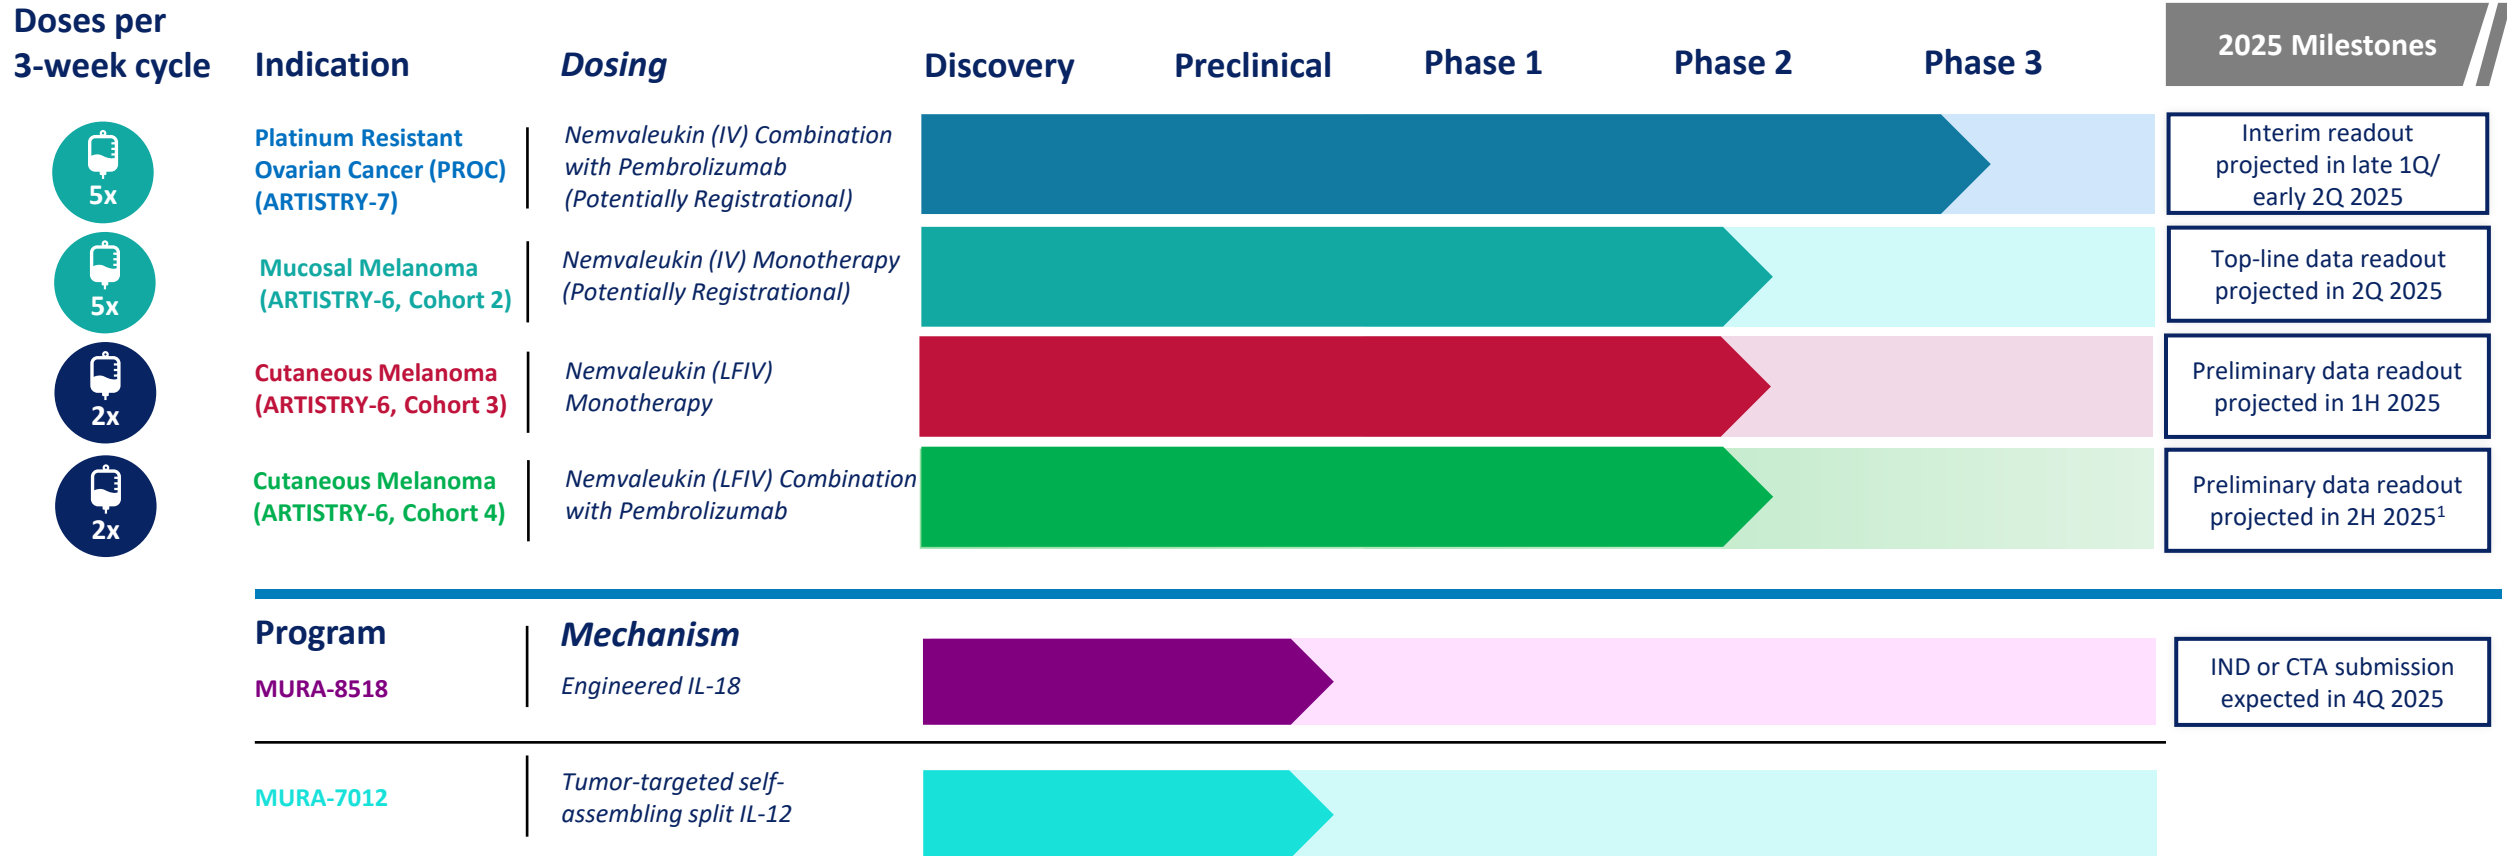 Doses per
3-week cycle
Indication
Dosing
Discovery
Preclinical
Phase 1
Phase 2
Phase 3
2025 Milestones
5x
Platinum Resistant
Ovarian Cancer (PROC)
(ARTISTRY-7)
Nemvaleukin (IV) Combination
with Pembrolizumab
(Potentially Registrational)
Interim readout
projected in late 1Q/
early 2Q 2025
5x
Mucosal Melanoma
(ARTISTRY-6, Cohort 2)
Nemvaleukin (IV) Monotherapy
(Potentially Registrational)
Top-line data readout
projected in 2Q 2025
2x
Cutaneous Melanoma
(ARTISTRY-6, Cohort 3)
Nemvaleukin (LFIV)
Monotherapy
Preliminary data readout
projected in 1H 2025
2x
Cutaneous Melanoma
(ARTISTRY-6, Cohort 4)
Nemvaleukin (LFIV) Combination
with Pembrolizumab
Preliminary data readout
projected in 2H 2025¹
Program
Mechanism
MURA-8518
Engineered IL-18
IND or CTA submission
expected in 4Q 2025
MURA-7012
Tumor-targeted self-
assembling split IL-12